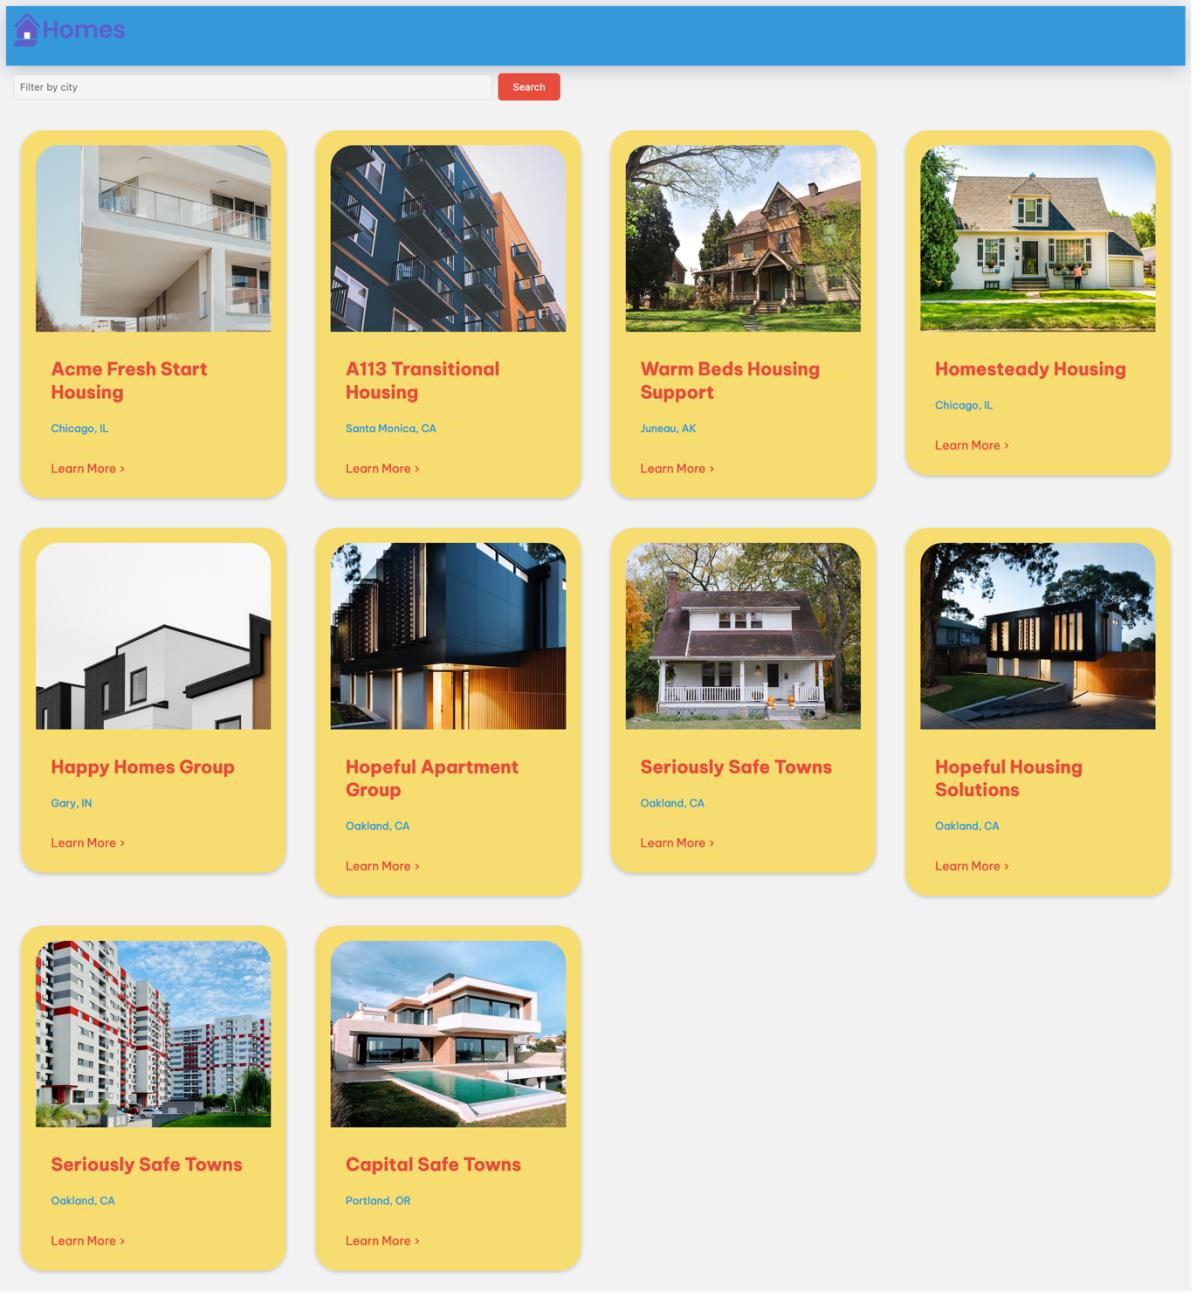 Homes
Filter by city
Search
Acme Fresh Start
Housing
Chicago, IL
Learn More >
A113 Transitional
Housing
Santa Monica, CA
Learn More >
Warm Beds Housing
Support
Juneau, AK
Learn More >
Homesteady Housing
Chicago, IL
Learn More >
Happy Homes Group
Gary, IN
Learn More >
Hopeful Apartment
Group
Oakland, CA
Learn More >
Seriously Safe Towns
Oakland, CA
Learn More >
Hopeful Housing
Solutions
Oakland, CA
Learn More >
Seriously Safe Towns
Oakland, CA
Learn More >
Capital Safe Towns
Portland, OR
Learn More >